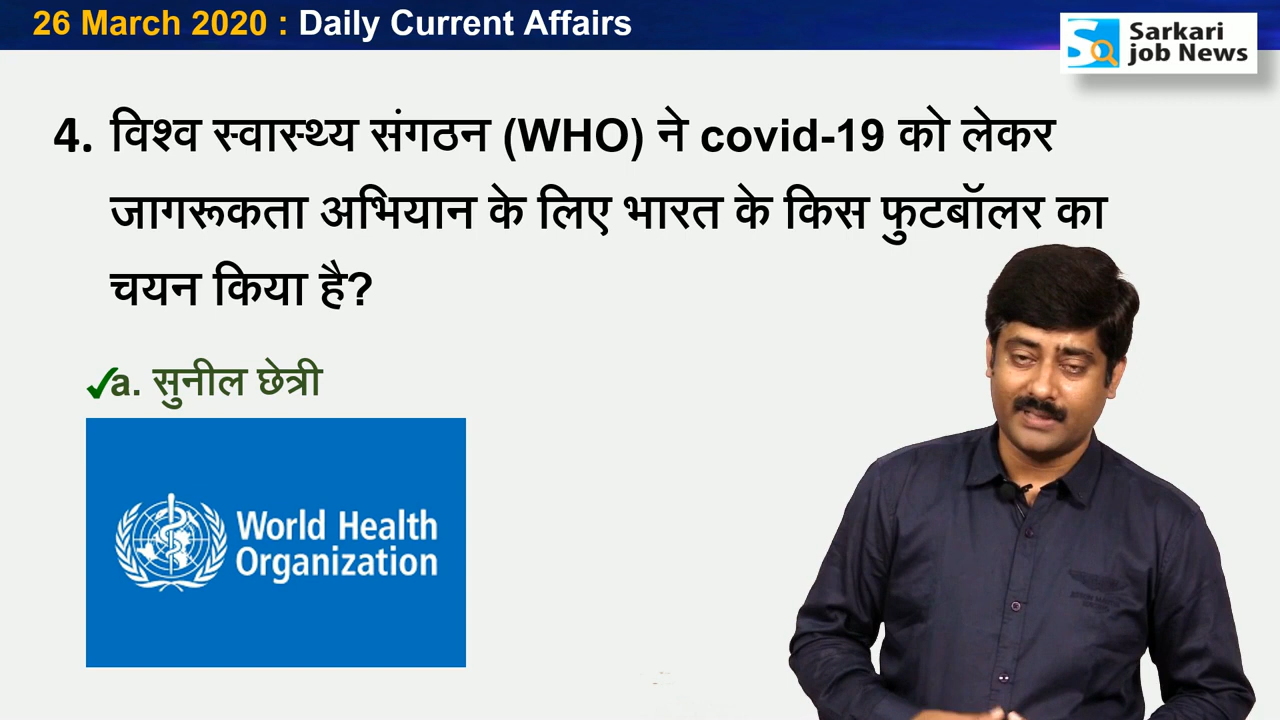 26 March 2020 : Daily Current Affairs
Sarkari
job News
4. विश्व स्वास्थ्य संगठन (WHO) ने covid-19 को लेकर
जागरूकता अभियान के लिए भारत के किस फुटबॉलर का
चयन किया है?
✓a. सुनील छेत्री
World Health
Organization